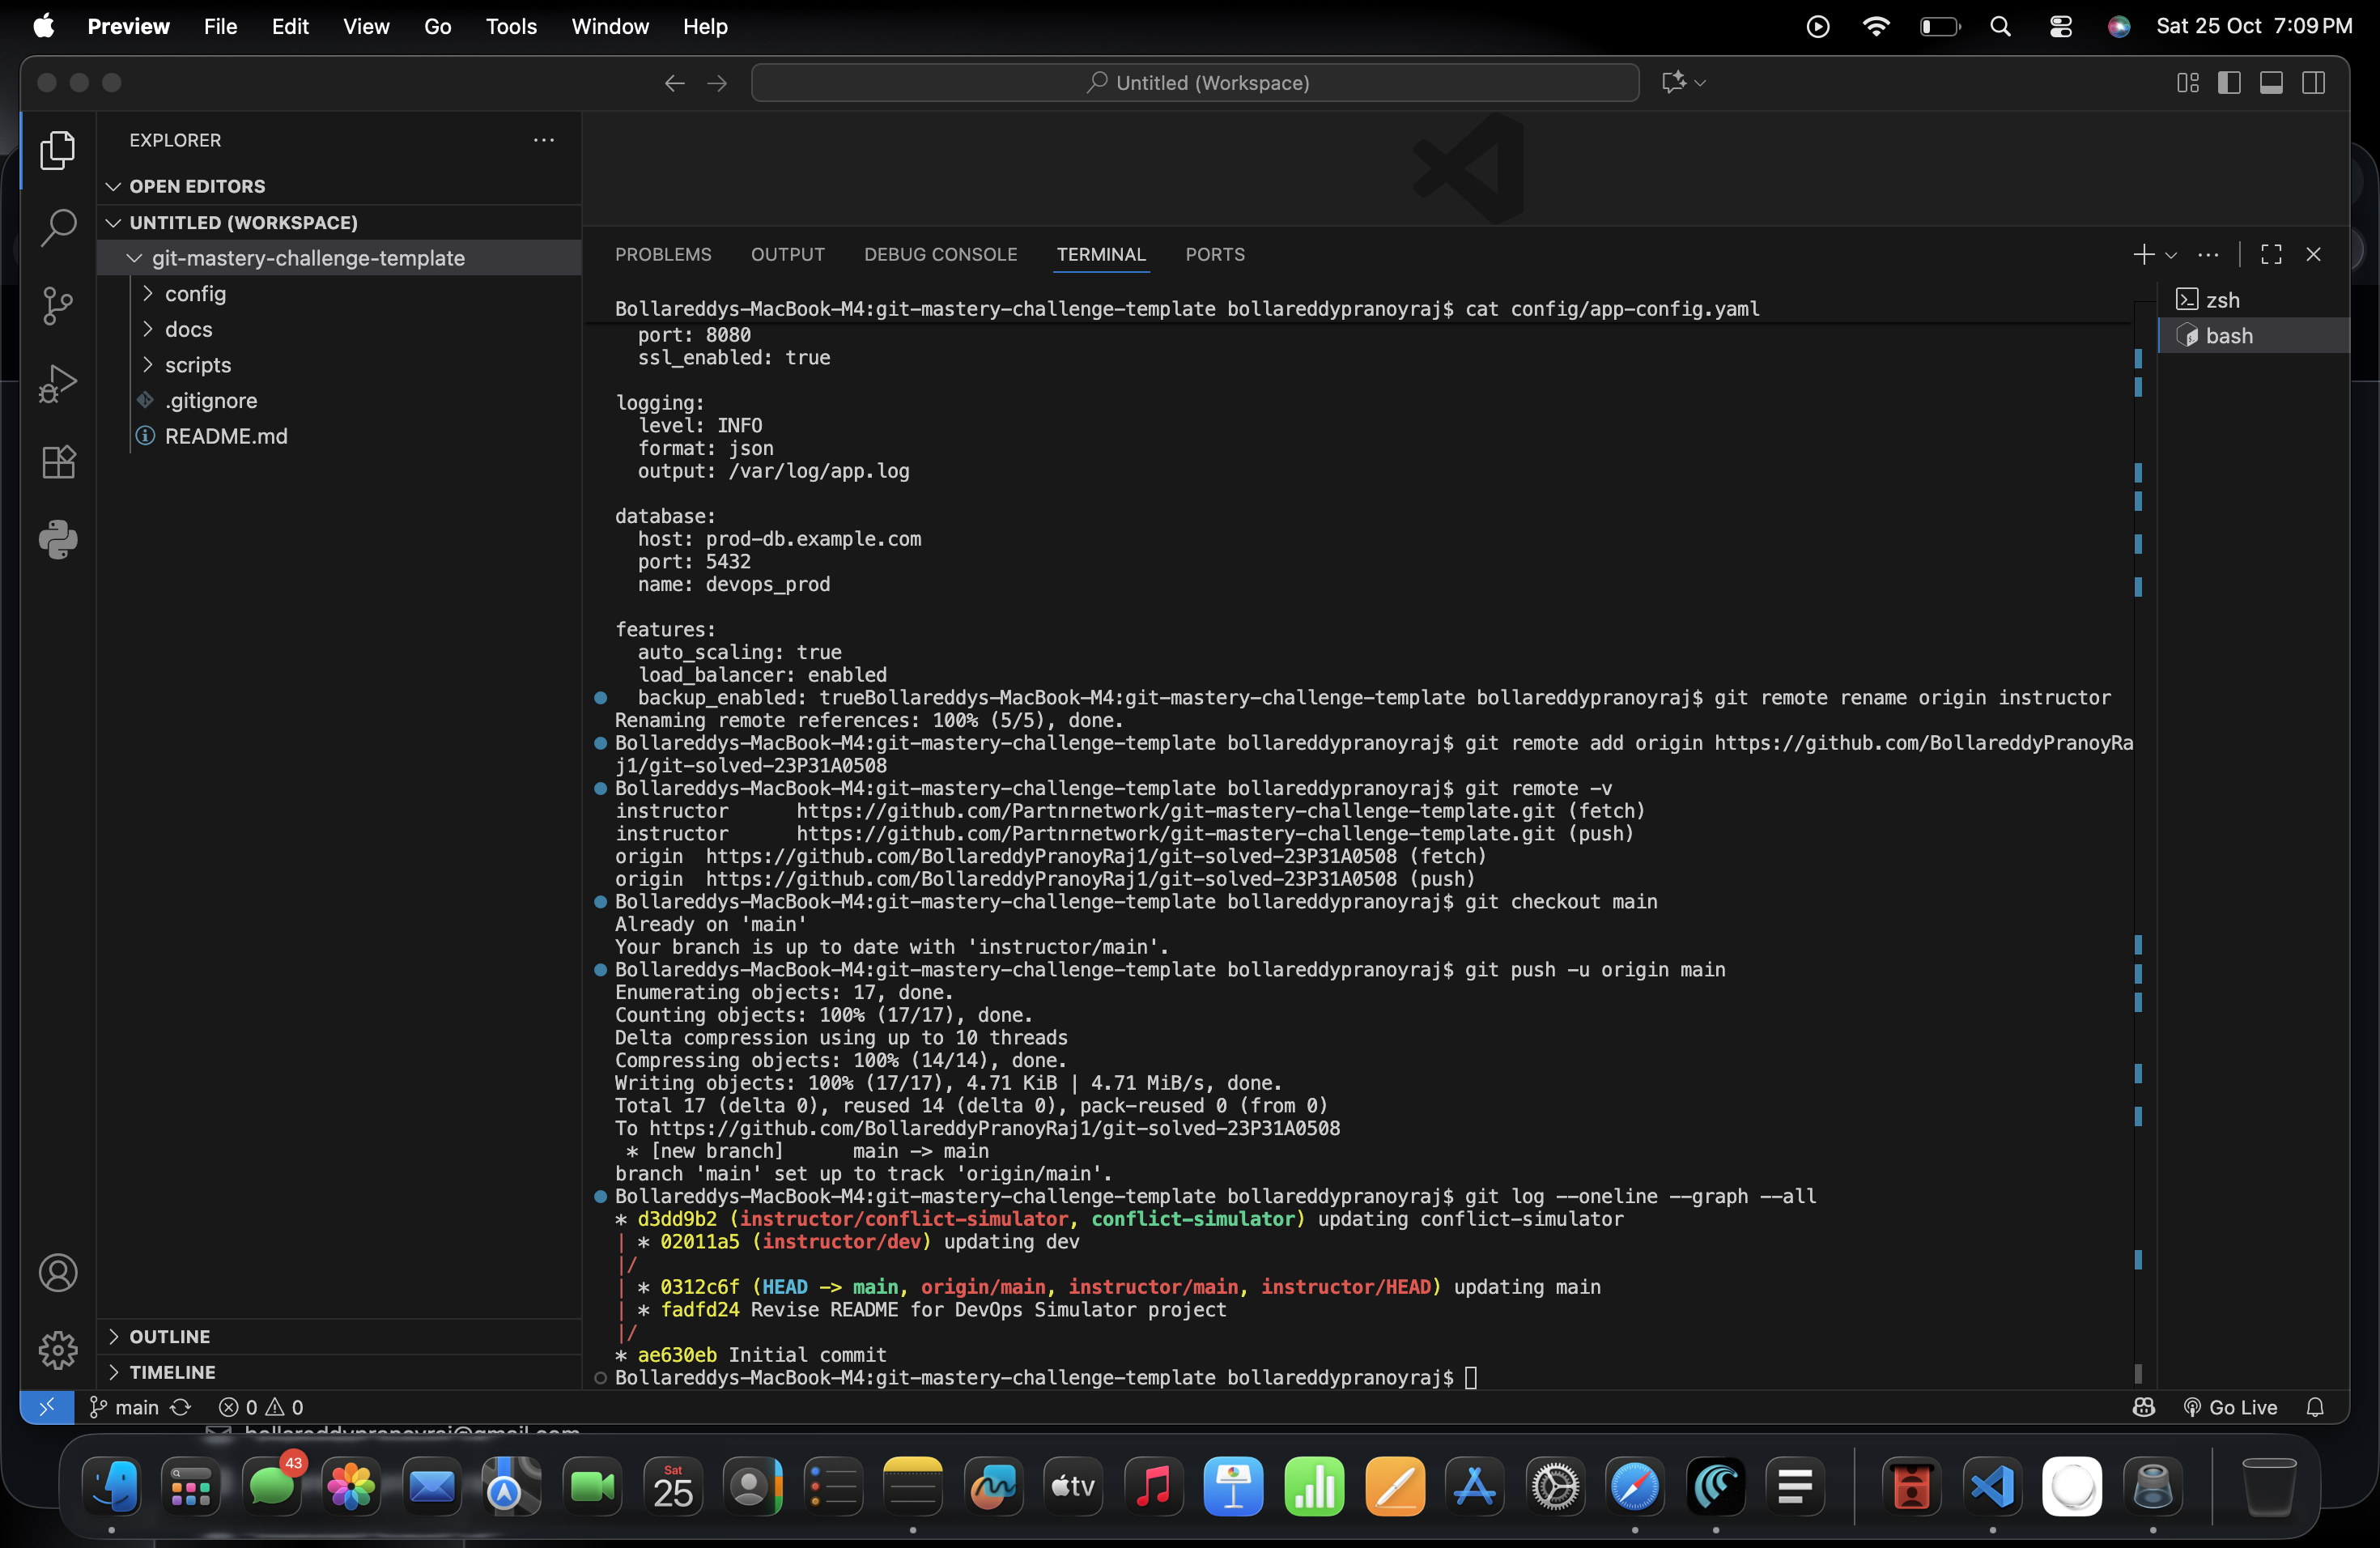 Preview File Edit View Go Tools Window Help
Sat 25 Oct 7:09 PM
Untitled (Workspace)
EXPLORER
OPEN EDITORS
UNTITLED (WORKSPACE)
git-mastery-challenge-template
config
docs
scripts
.gitignore
README.md
OUTLINE
TIMELINE
PROBLEMS OUTPUT DEBUG CONSOLE TERMINAL PORTS
zsh
bash
Bollareddys-MacBook-M4:git-mastery-challenge-template bollareddypranoyraj$ cat config/app-config.yaml
port: 8080
ssl_enabled: true
logging:
level: INFO
format: json
output: /var/log/app.log
database:
host: prod-db.example.com
port: 5432
name: devops_prod
features:
auto_scaling: true
load_balancer: enabled
backup_enabled: trueBollareddys-MacBook-M4:git-mastery-challenge-template bollareddypranoyraj$ git remote rename origin instructor
Renaming remote references: 100% (5/5), done.
Bollareddys-MacBook-M4:git-mastery-challenge-template bollareddypranoyraj$ git remote add origin https://github.com/BollareddyPranoyRa
j1/git-solved-23P31A0508
Bollareddys-MacBook-M4:git-mastery-challenge-template bollareddypranoyraj$ git remote -v
instructor https://github.com/Partnrnetwork/git-mastery-challenge-template.git (fetch)
instructor https://github.com/Partnrnetwork/git-mastery-challenge-template.git (push)
origin https://github.com/BollareddyPranoyRaj1/git-solved-23P31A0508 (fetch)
origin https://github.com/BollareddyPranoyRaj1/git-solved-23P31A0508 (push)
Bollareddys-MacBook-M4:git-mastery-challenge-template bollareddypranoyraj$ git checkout main
Already on 'main'
Your branch is up to date with 'instructor/main'.
Bollareddys-MacBook-M4:git-mastery-challenge-template bollareddypranoyraj$ git push -u origin main
Enumerating objects: 17, done.
Counting objects: 100% (17/17), done.
Delta compression using up to 10 threads
Compressing objects: 100% (14/14), done.
Writing objects: 100% (17/17), 4.71 KiB | 4.71 MiB/s, done.
Total 17 (delta 0), reused 14 (delta 0), pack-reused 0 (from 0)
To https://github.com/BollareddyPranoyRaj1/git-solved-23P31A0508
* [new branch] main -> main
branch 'main' set up to track 'origin/main'.
Bollareddys-MacBook-M4:git-mastery-challenge-template bollareddypranoyraj$ git log --oneline --graph --all
* d3dd9b2 (instructor/conflict-simulator, conflict-simulator) updating conflict-simulator
| * 02011a5 (instructor/dev) updating dev
|/
| * 0312c6f (HEAD -> main, origin/main, instructor/main, instructor/HEAD) updating main
| * fadfd24 Revise README for DevOps Simulator project
|/
* ae630eb Initial commit
Bollareddys-MacBook-M4:git-mastery-challenge-template bollareddypranoyraj$
main 0 0
Go Live
43
Sat
25
tv